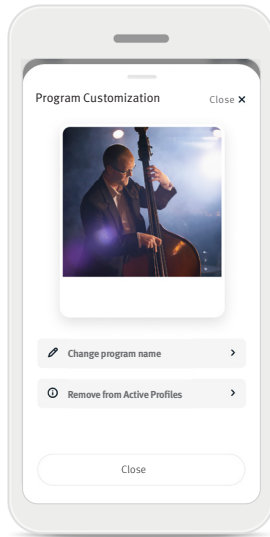 Program Customization
Close ×
Change program name
Remove from Active Profiles
Close